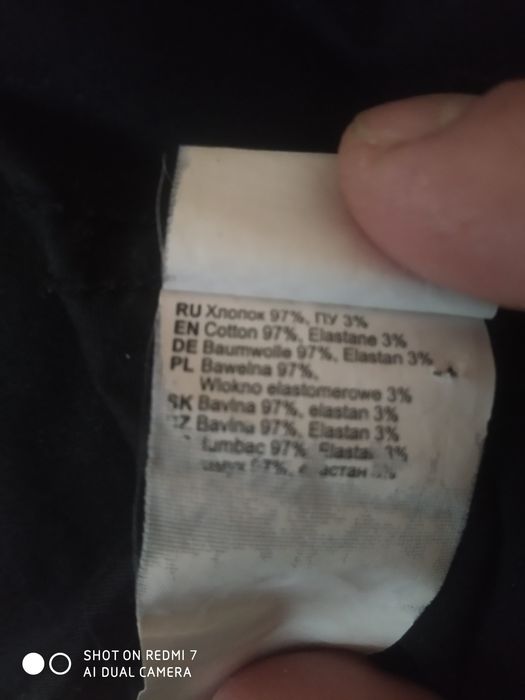 RU Хлопок 97%, ПУ 3%
EN Cotton 97%, Elastane 3%
DE Baumwolle 97%, Elastan 3%
PL Bawełna 97%,
Włókno elastomerowe 3%
SK Bavlna 97%, elastan 3%
Bavlna 97%, Elastan 3%
97%,
SHOT ON REDMI 7
AI DUAL CAMERA